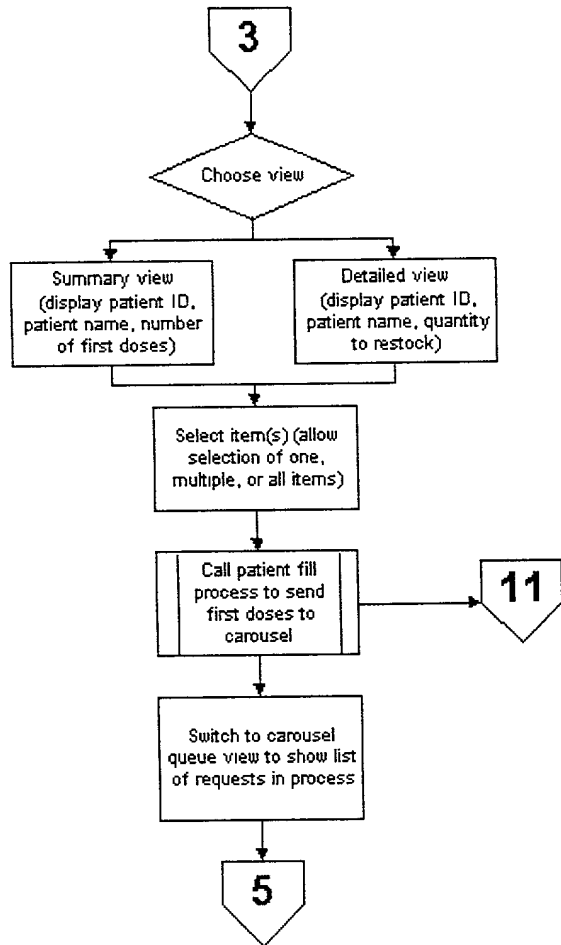 3
Choose view
Summary view
(display patient ID,
patient name, number
of first doses)
Detailed view
(display patient ID,
patient name, quantity
to restock)
Select item(s) (allow
selection of one,
multiple, or all items)
Call patient fill
process to send
first doses to
carousel
11
Switch to carousel
queue view to show list
of requests in process
5